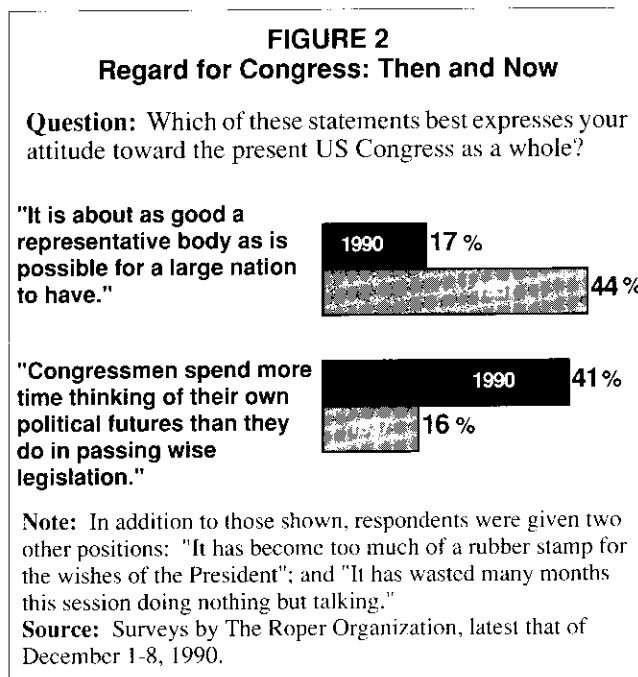 FIGURE 2
Regard for Congress: Then and Now
Question: Which of these statements best expresses your
attitude toward the present US Congress as a whole?
"It is about as good a
representative body as is
possible for a large nation
to have."
1990
17 %
44 %
"Congressmen spend more
time thinking of their own
political futures than they
do in passing wise
legislation."
1990
41 %
16 %
Note: In addition to those shown, respondents were given two
other positions: "It has become too much of a rubber stamp for
the wishes of the President"; and "It has wasted many months
this session doing nothing but talking."
Source: Surveys by The Roper Organization, latest that of
December 1-8, 1990.